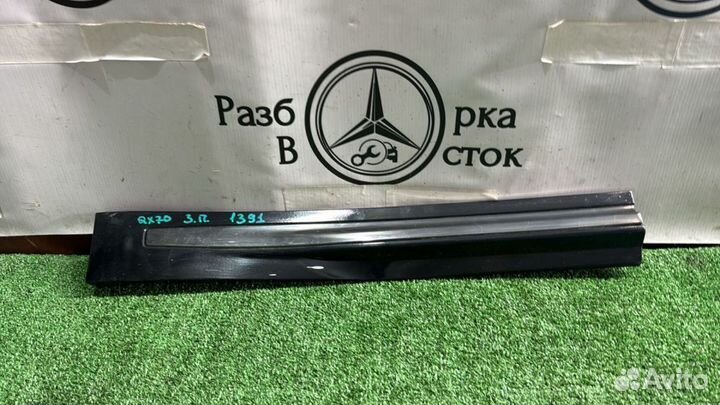 Разб рка
В сток
QX70 З.П. 1391
Avito